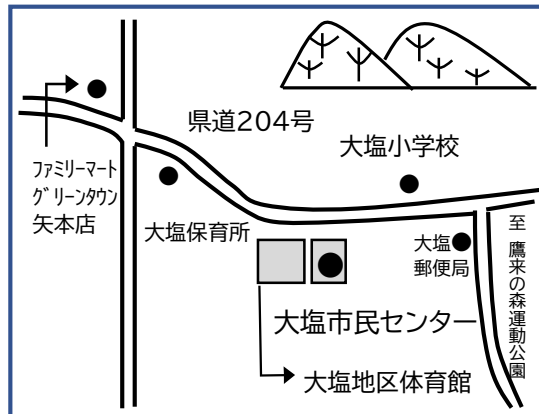 県道204号
大塩小学校
ファミリーマート
グリーンタウン
矢本店
大塩保育所
大塩
郵便局
至 鷹来の森運動公園
大塩市民センター
大塩地区体育館